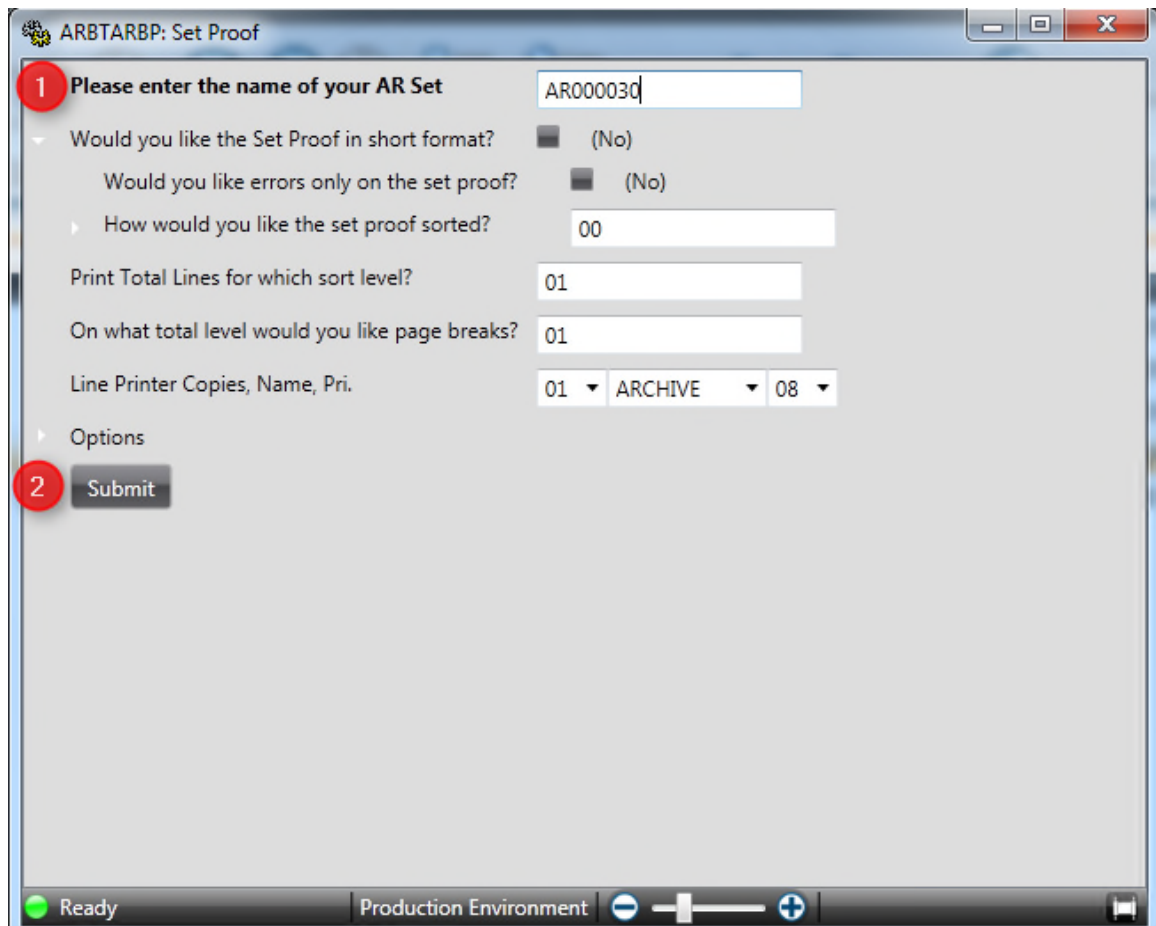 ARBTARBP: Set Proof
1 Please enter the name of your AR Set AR000030
Would you like the Set Proof in short format? (No)
Would you like errors only on the set proof? (No)
How would you like the set proof sorted? 00
Print Total Lines for which sort level? 01
On what total level would you like page breaks? 01
Line Printer Copies, Name, Pri. 01 ARCHIVE 08
Options
2 Submit
Ready Production Environment